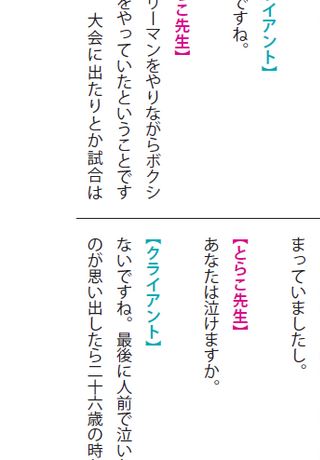 イアント】
ですね。
こ先生】
リーマンをやりながらボクシ
をやっていたということです
大会に出たりとか試合は
まっていましたし。
【とらこ先生】
あなたは泣けますか。
【クライアント】
ないですね。最後に人前で泣い
のが思い出したら二十六歳の時